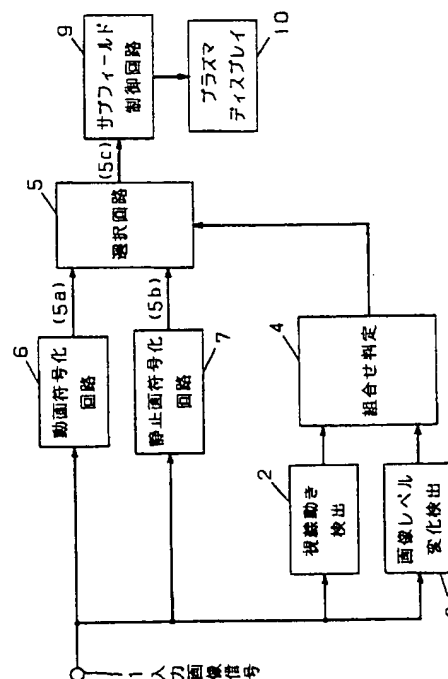 1
入力画像信号
6
動画符号化
回路
(5a)
静止画符号化
回路
7
(5b)
5
選択回路
(5c)
9
サブフィールド
制御回路
プラズマ
ディスプレイ
10
2
視線動き
検出
画像レベル
変化検出
4
組合せ判定